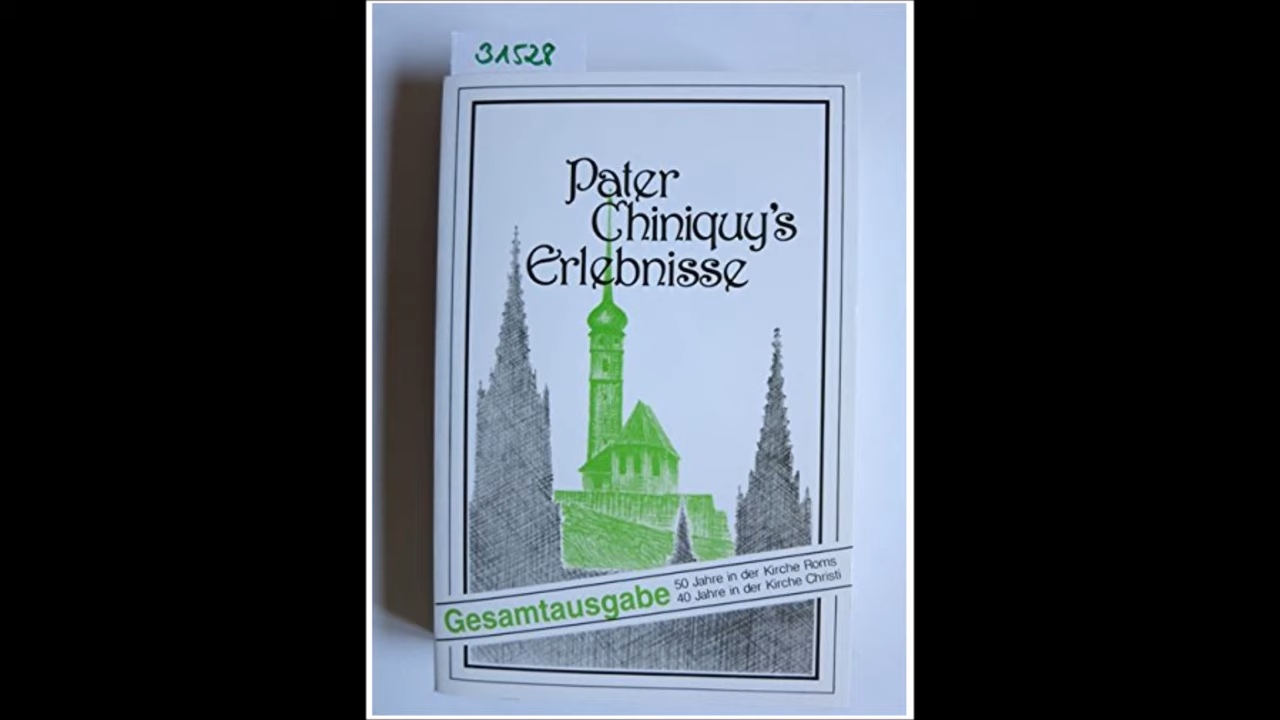 31528
Pater
Chiniquy's
Erlebnisse
Gesamtausgabe
50 Jahre in der Kirche Roms
40 Jahre in der Kirche Christi